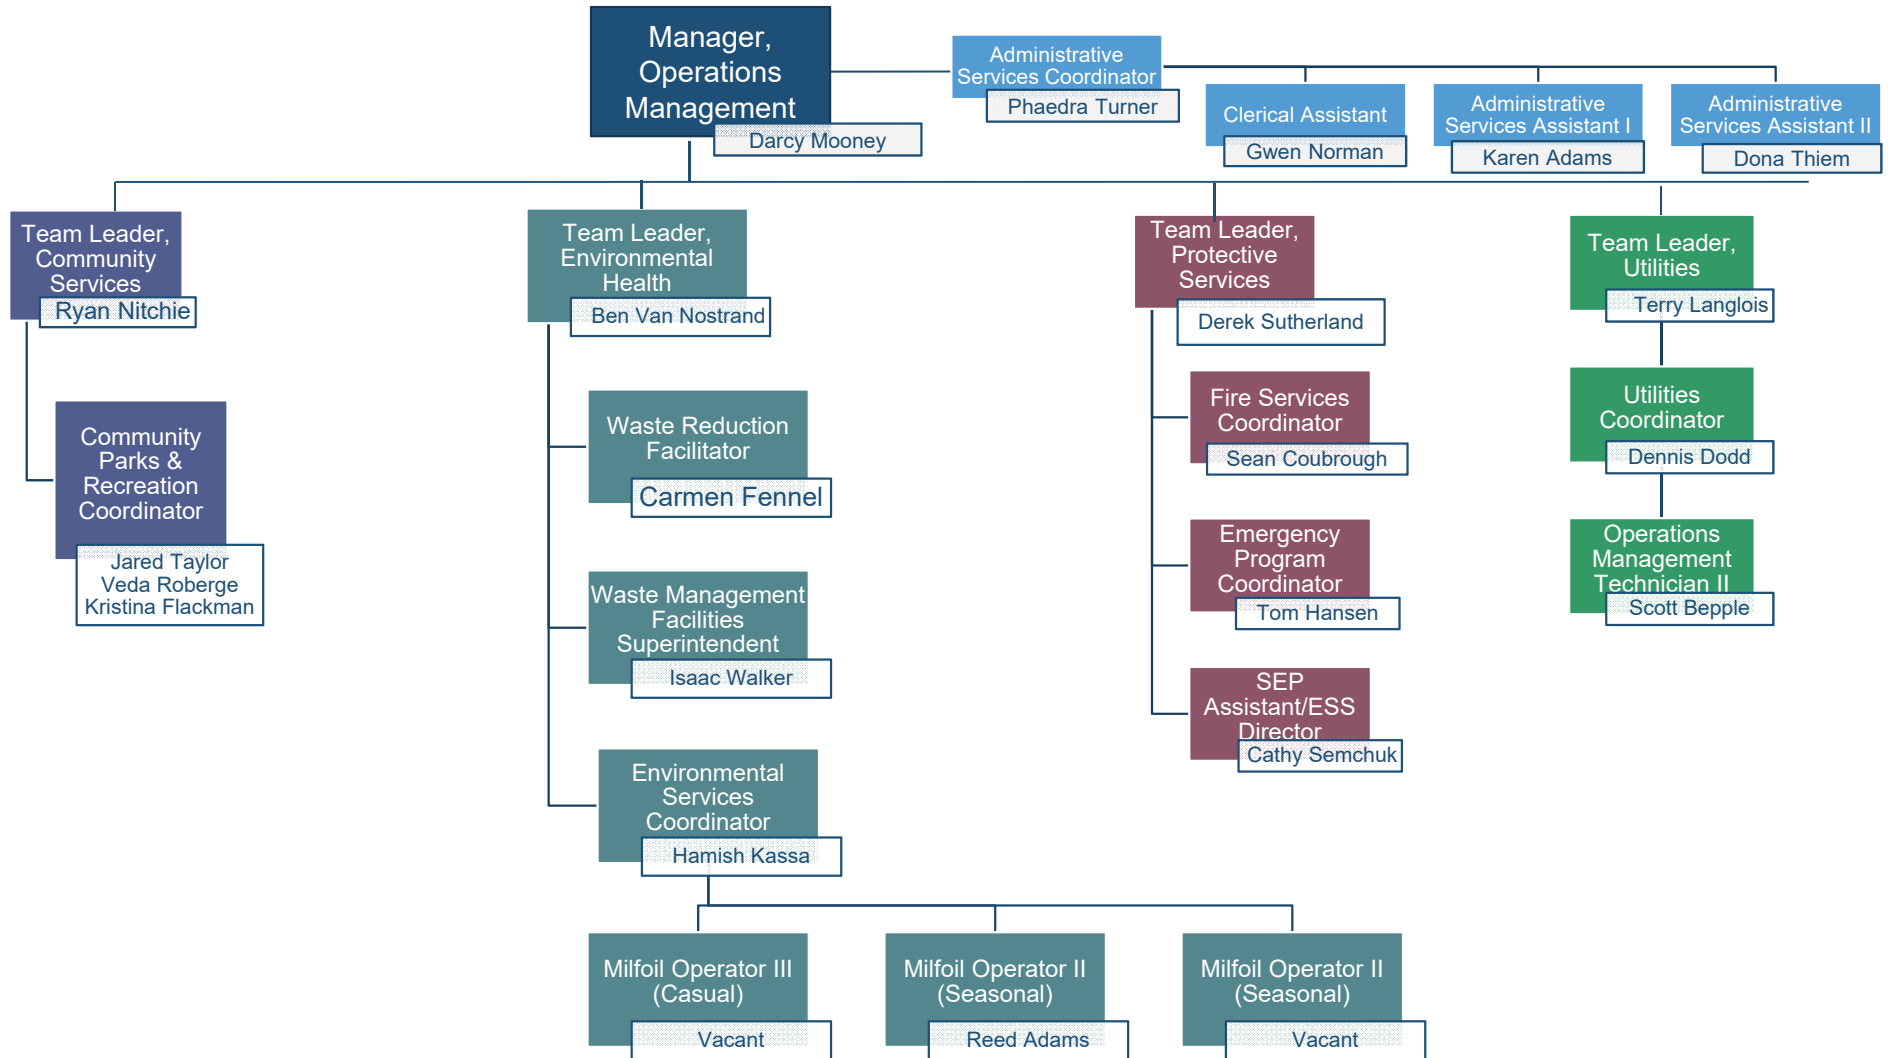 Manager,
Operations
Management
Darcy Mooney
Administrative
Services Coordinator
Phaedra Turner
Clerical Assistant
Gwen Norman
Administrative
Services Assistant I
Karen Adams
Administrative
Services Assistant II
Dona Thiem
Team Leader,
Community
Services
Ryan Nitchie
Community
Parks &
Recreation
Coordinator
Jared Taylor
Veda Roberge
Kristina Flackman
Team Leader,
Environmental
Health
Ben Van Nostrand
Waste Reduction
Facilitator
Carmen Fennel
Waste Management
Facilities
Superintendent
Isaac Walker
Environmental
Services
Coordinator
Hamish Kassa
Milfoil Operator III
(Casual)
Vacant
Milfoil Operator II
(Seasonal)
Reed Adams
Milfoil Operator II
(Seasonal)
Vacant
Team Leader,
Protective
Services
Derek Sutherland
Fire Services
Coordinator
Sean Coubrough
Emergency
Program
Coordinator
Tom Hansen
SEP
Assistant/ESS
Director
Cathy Semchuk
Team Leader,
Utilities
Terry Langlois
Utilities
Coordinator
Dennis Dodd
Operations
Management
Technician II
Scott Bepple